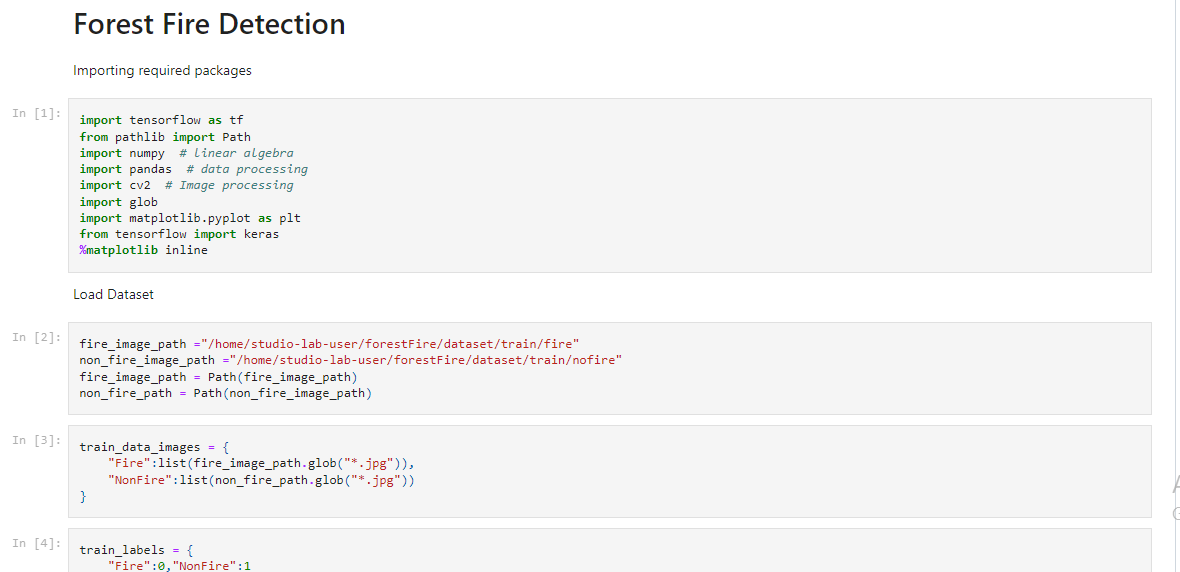 Forest Fire Detection
Importing required packages
In [1]:
import tensorflow as tf
from pathlib import Path
import numpy  # linear algebra
import pandas  # data processing
import cv2  # Image processing
import glob
import matplotlib.pyplot as plt
from tensorflow import keras
%matplotlib inline
Load Dataset
In [2]:
fire_image_path ="/home/studio-lab-user/forestFire/dataset/train/fire"
non_fire_image_path ="/home/studio-lab-user/forestFire/dataset/train/nofire"
fire_image_path = Path(fire_image_path)
non_fire_path = Path(non_fire_image_path)
In [3]:
train_data_images = {
    "Fire":list(fire_image_path.glob("*.jpg")),
    "NonFire":list(non_fire_path.glob("*.jpg"))
}
In [4]:
train_labels = {
    "Fire":0,"NonFire":1